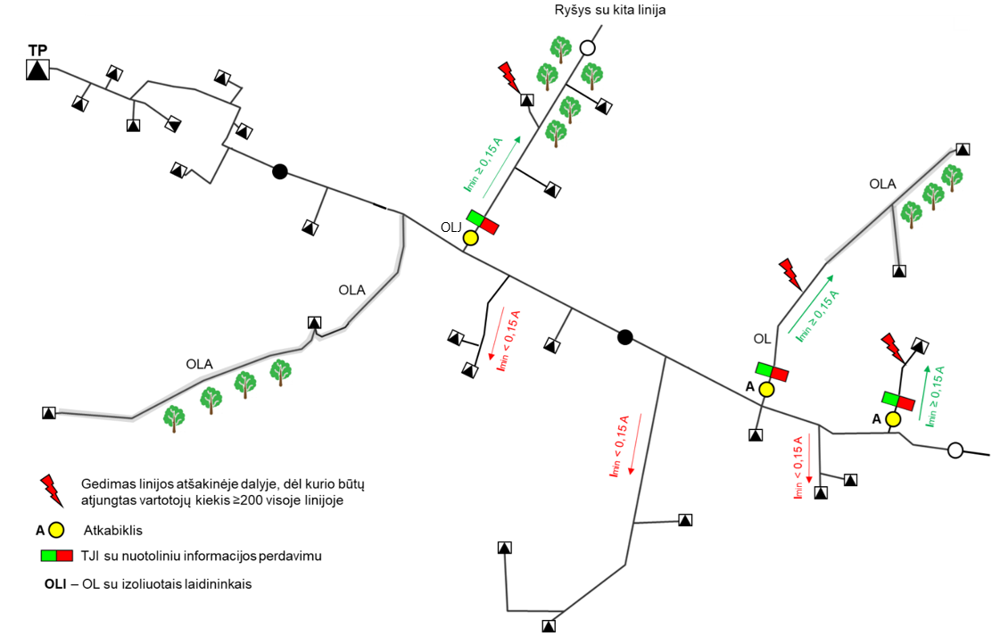 Ryšys su kita linija
TP
Imin ≥ 0,15 A
OLJ
OLA
OLA
OLA
Imin < 0,15 A
Imin ≥ 0,15 A
OL
A
A
Imin ≥ 0,15 A
Imin < 0,15 A
Imin < 0,15 A
Gedimas linijos atšakinėje dalyje, dėl kurio būtų
atjungtas vartotojų kiekis ≥200 visoje linijoje
A Atkabiklis
TJI su nuotoliniu informacijos perdavimu
OLI – OL su izoliuotais laidininkais